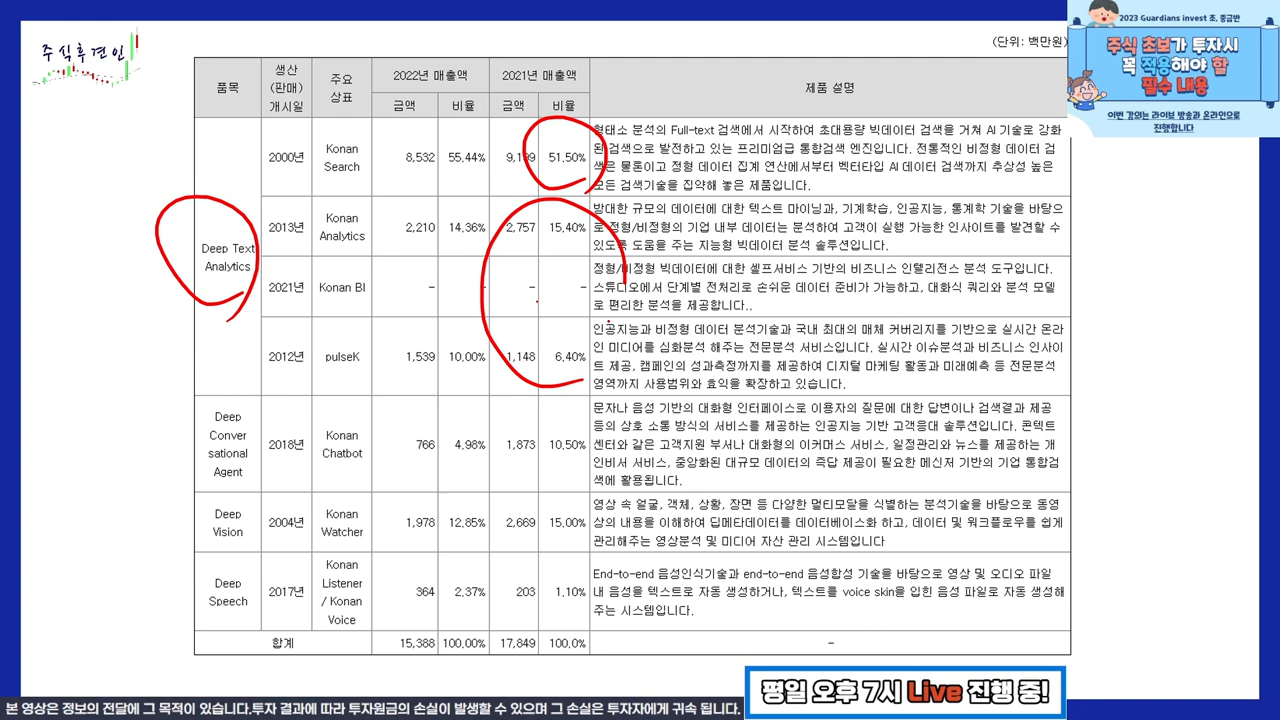 주식후견인
2023 Guardians invest 초, 중급반
주식 초보가 투자시
꼭 적용해야 할
필수 내용
이번 강의는 라이브 방송과 온라인으로
진행합니다
(단위: 백만원)
품목
생산
(판매)
개시일
주요
상표
2022년 매출액
2021년 매출액
제품 설명
금액
비율
금액
비율
Deep Text
Analytics
2000년
Konan
Search
8,532
55.44%
51.50%
형태소 분석의 Full-text 검색에서 시작하여 초대용량 빅데이터 검색을 거쳐 AI 기술로 강화
된 검색으로 발전하고 있는 프리미엄급 통합검색 엔진입니다. 전통적인 비정형 데이터 검
색은 물론이고 정형 데이터 집계 연산에서부터 벡터타입 AI 데이터 검색까지 추상성 높은
모든 검색기술을 집약해 놓은 제품입니다.
2013년
Konan
Analytics
2,210
14.36%
2,757
15.40%
방대한 규모의 데이터에 대한 텍스트 마이닝과, 기계학습, 인공지능, 통계학 기술을 바탕으
로 정형/비정형의 기업 내부 데이터는 분석하여 고객이 실행 가능한 인사이트를 발견할 수
있도록 도움을 주는 지능형 빅데이터 분석 솔루션입니다.
2021년
Konan BI
-
-
-
-
정형/비정형 빅데이터에 대한 셀프서비스 기반의 비즈니스 인텔리전스 분석 도구입니다.
스튜디오에서 단계별 전처리로 손쉬운 데이터 준비가 가능하고, 대화식 쿼리와 분석 모델
로 편리한 분석을 제공합니다..
2012년
pulseK
1,539
10.00%
1,148
6.40%
인공지능과 비정형 데이터 분석기술과 국내 최대의 매체 커버리지를 기반으로 실시간 온라
인 미디어를 심화분석 해주는 전문분석 서비스입니다. 실시간 이슈분석과 비즈니스 인사이
트 제공, 캠페인의 성과측정까지를 제공하여 디지털 마케팅 활동과 미래예측 등 전문분석
영역까지 사용범위와 효익을 확장하고 있습니다.
Deep
Conver
sational
Agent
2018년
Konan
Chatbot
766
4.98%
1,873
10.50%
문자나 음성 기반의 대화형 인터페이스로 이용자의 질문에 대한 답변이나 검색결과 제공
등의 상호 소통 방식의 서비스를 제공하는 인공지능 기반 고객응대 솔루션입니다. 콘텍트
센터와 같은 고객지원 부서나 대화형의 이커머스 서비스, 일정관리와 뉴스를 제공하는 개
인비서 서비스, 중앙화된 대규모 데이터의 즉답 제공이 필요한 메신저 기반의 기업 통합검
색에 활용됩니다.
Deep
Vision
2004년
Konan
Watcher
1,978
12.85%
2,669
15.00%
영상 속 얼굴, 객체, 상황, 장면 등 다양한 멀티모달을 식별하는 분석기술을 바탕으로 동영
상의 내용을 이해하여 딥메타데이터를 데이터베이스화 하고, 데이터 및 워크플로우를 쉽게
관리해주는 영상분석 및 미디어 자산 관리 시스템입니다
Deep
Speech
2017년
Konan
Listener
/ Konan
Voice
364
2.37%
203
1.10%
End-to-end 음성인식기술과 end-to-end 음성합성 기술을 바탕으로 영상 및 오디오 파일
내 음성을 텍스트로 자동 생성하거나, 텍스트를 voice skin을 입힌 음성 파일로 자동 생성해
주는 시스템입니다.
합계
15,388
100.00%
17,849
100.0%
-
평일 오후 7시 Live 진행 중!
본 영상은 정보의 전달에 그 목적이 있습니다.투자 결과에 따라 투자원금의 손실이 발생할 수 있으며 그 손실은 투자자에게 귀속 됩니다.